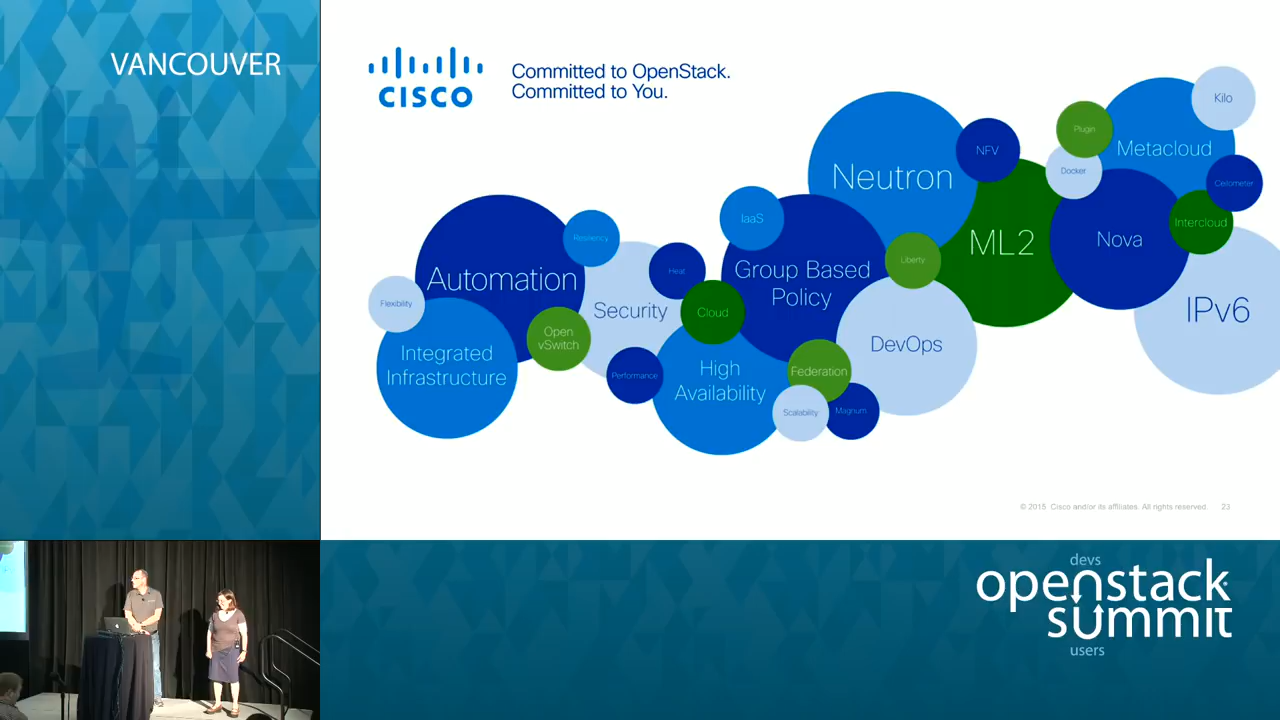 VANCOUVER
CISCO
Committed to OpenStack.
Committed to You.
Kilo
Plugin
Metacloud
NFV
Neutron
Docker
Ceilometer
IaaS
Intercloud
Resiliency
Nova
ML2
Liberty
Heat
Group Based
Policy
Automation
Flexibility
Security
Cloud
IPv6
Open
vSwitch
DevOps
Integrated
Infrastructure
High
Availability
Federation
Performance
Scalability
Magnum
© 2015 Cisco and/or its affiliates. All rights reserved. 23
devs
openstack
summit
users